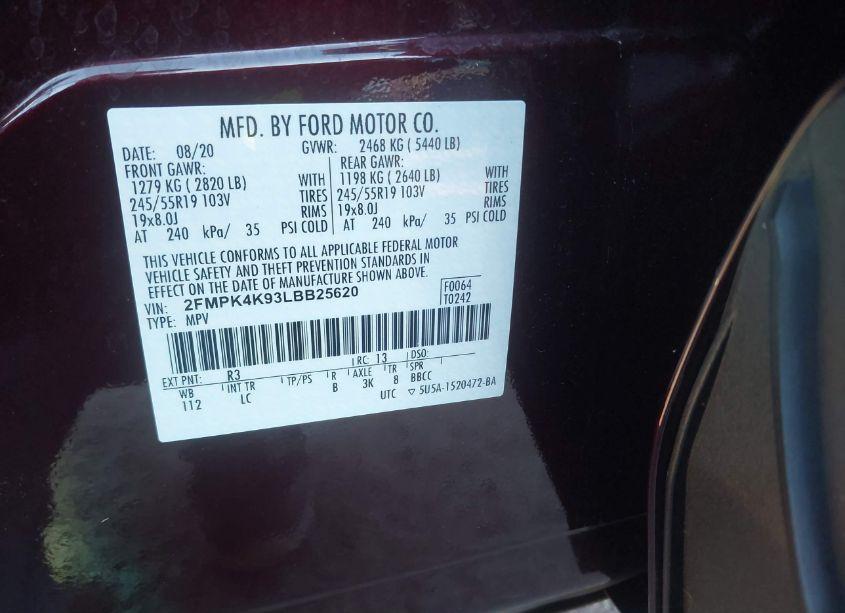 MFD. BY FORD MOTOR CO.
DATE: 08/20 GVWR: 2468 KG ( 5440 LB)
FRONT GAWR: REAR GAWR:
1279 KG ( 2820 LB) WITH 1198 KG ( 2640 LB) WITH
245/55R19 103V TIRES 245/55R19 103V TIRES
19x8.0J RIMS 19x8.0J RIMS
AT 240 kPa/ 35 PSI COLD AT 240 kPa/ 35 PSI COLD
THIS VEHICLE CONFORMS TO ALL APPLICABLE FEDERAL MOTOR
VEHICLE SAFETY AND THEFT PREVENTION STANDARDS IN
EFFECT ON THE DATE OF MANUFACTURE SHOWN ABOVE.
VIN: 2FMPK4K93LBB25620 F0064
TYPE: MPV T0242
EXT PNT: R3 RC: 13 DSO:
WB INT TR TP/PS R AXLE TR SPR
112 LC B 3K 8 BBCC
UTC ▽ 5U5A-1520472-BA